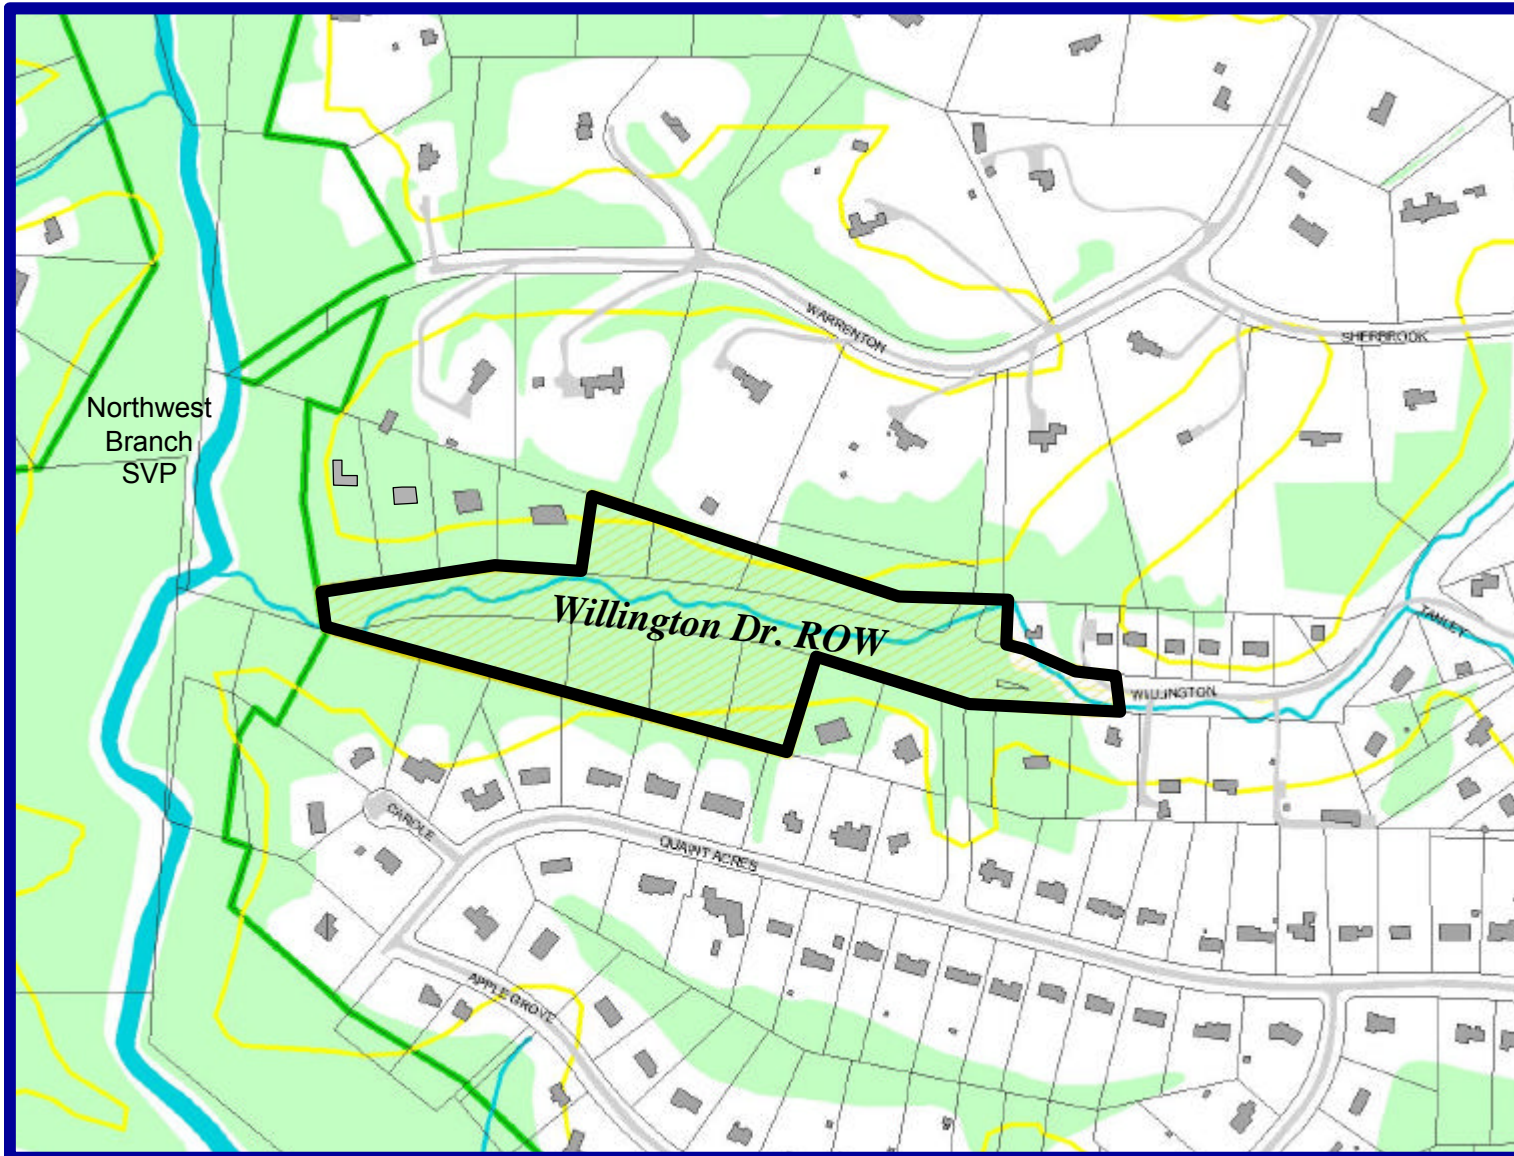 WARRENTON
SHERBROOK
Northwest
Branch
SVP
Willington Dr. ROW
TANLEY
WILLINGTON
CAROLE
QUAINT ACRES
APPLE GROVE